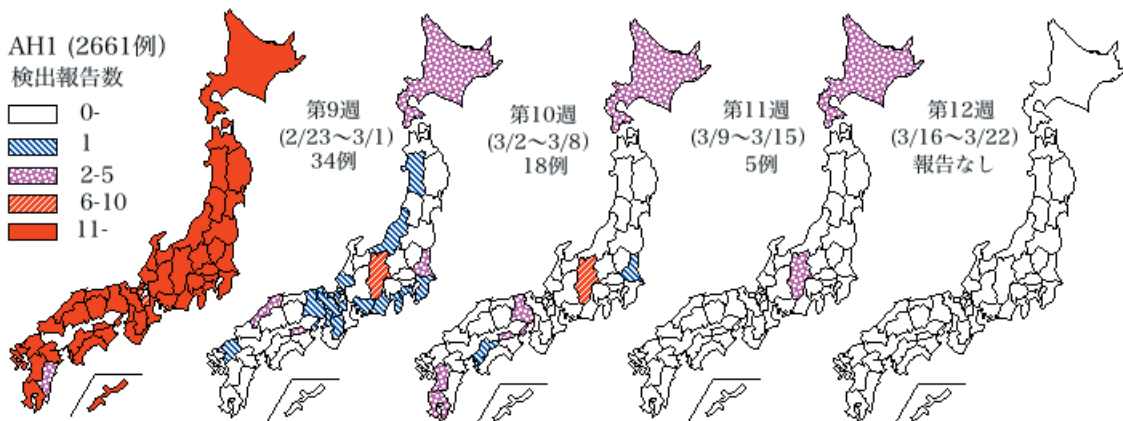 AH1 (2661例)
検出報告数
0-
1
2-5
6-10
11-
第9週
(2/23～3/1)
34例
第10週
(3/2～3/8)
18例
第11週
(3/9～3/15)
5例
第12週
(3/16～3/22)
報告なし